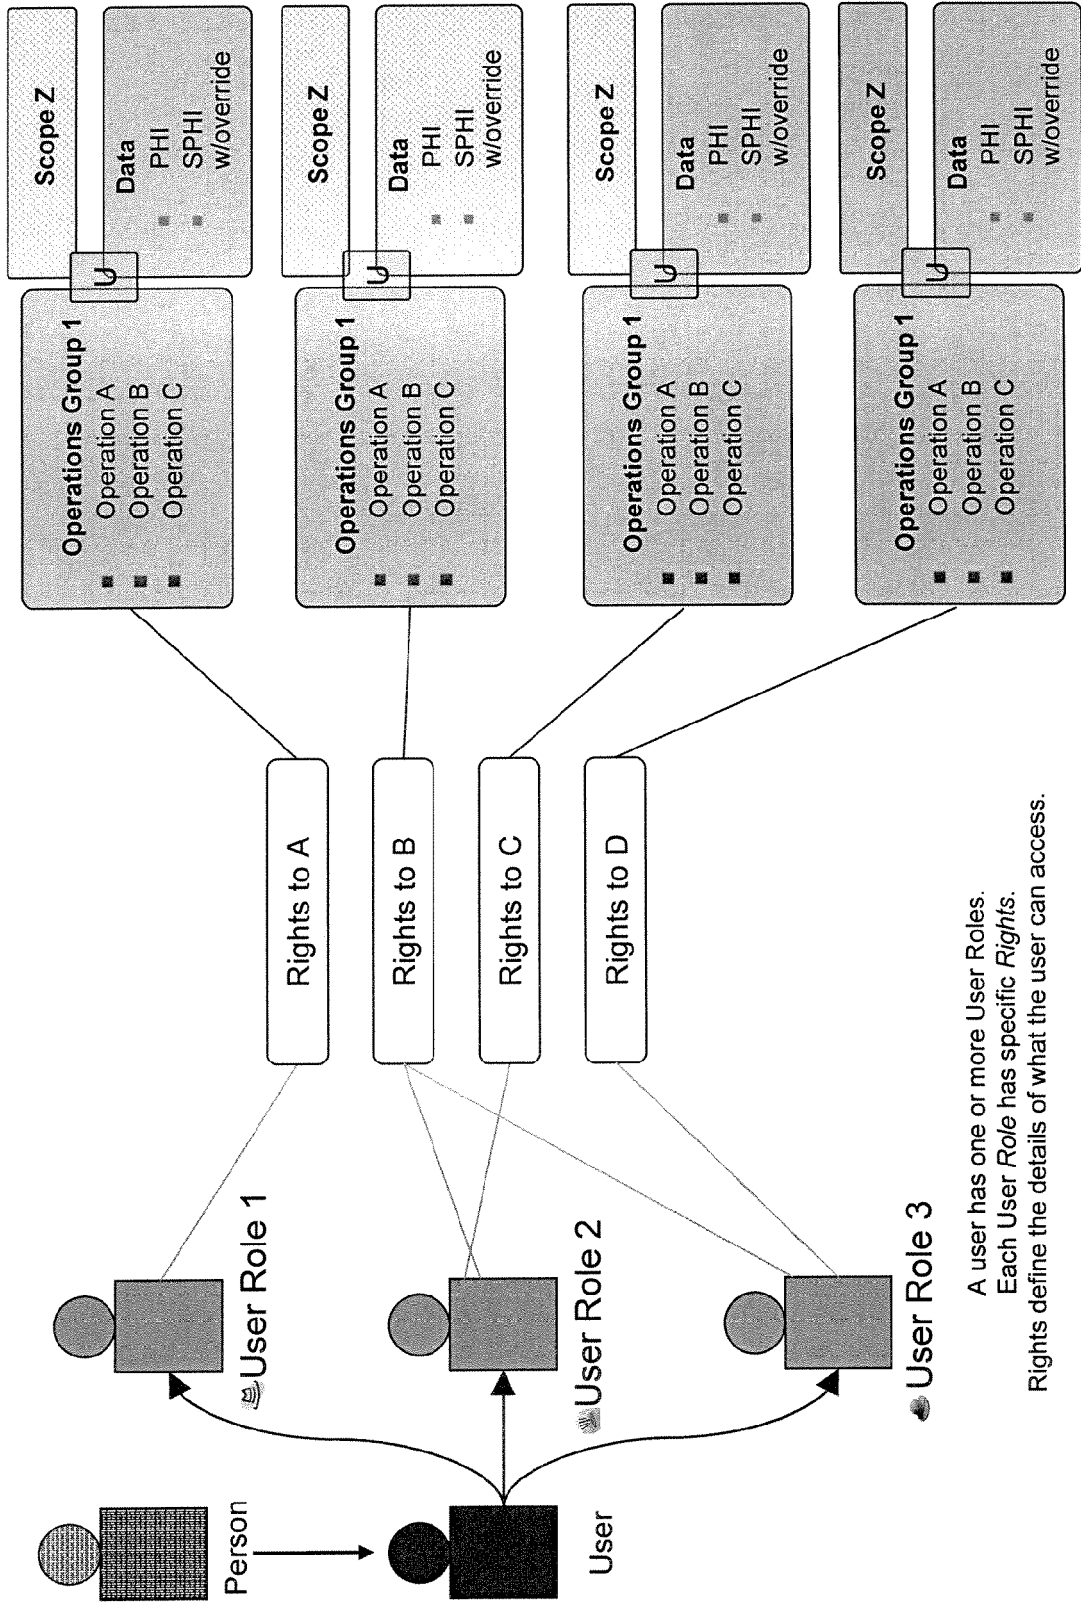 Person
User
User Role 1
User Role 2
User Role 3
Rights to A
Rights to B
Rights to C
Rights to D
Operations Group 1
Operation A
Operation B
Operation C
U
Scope Z
Data
PHI
SPHI
w/override
Operations Group 1
Operation A
Operation B
Operation C
U
Scope Z
Data
PHI
SPHI
w/override
Operations Group 1
Operation A
Operation B
Operation C
U
Scope Z
Data
PHI
SPHI
w/override
Operations Group 1
Operation A
Operation B
Operation C
U
Scope Z
Data
PHI
SPHI
w/override
A user has one or more User Roles.
Each User Role has specific Rights.
Rights define the details of what the user can access.